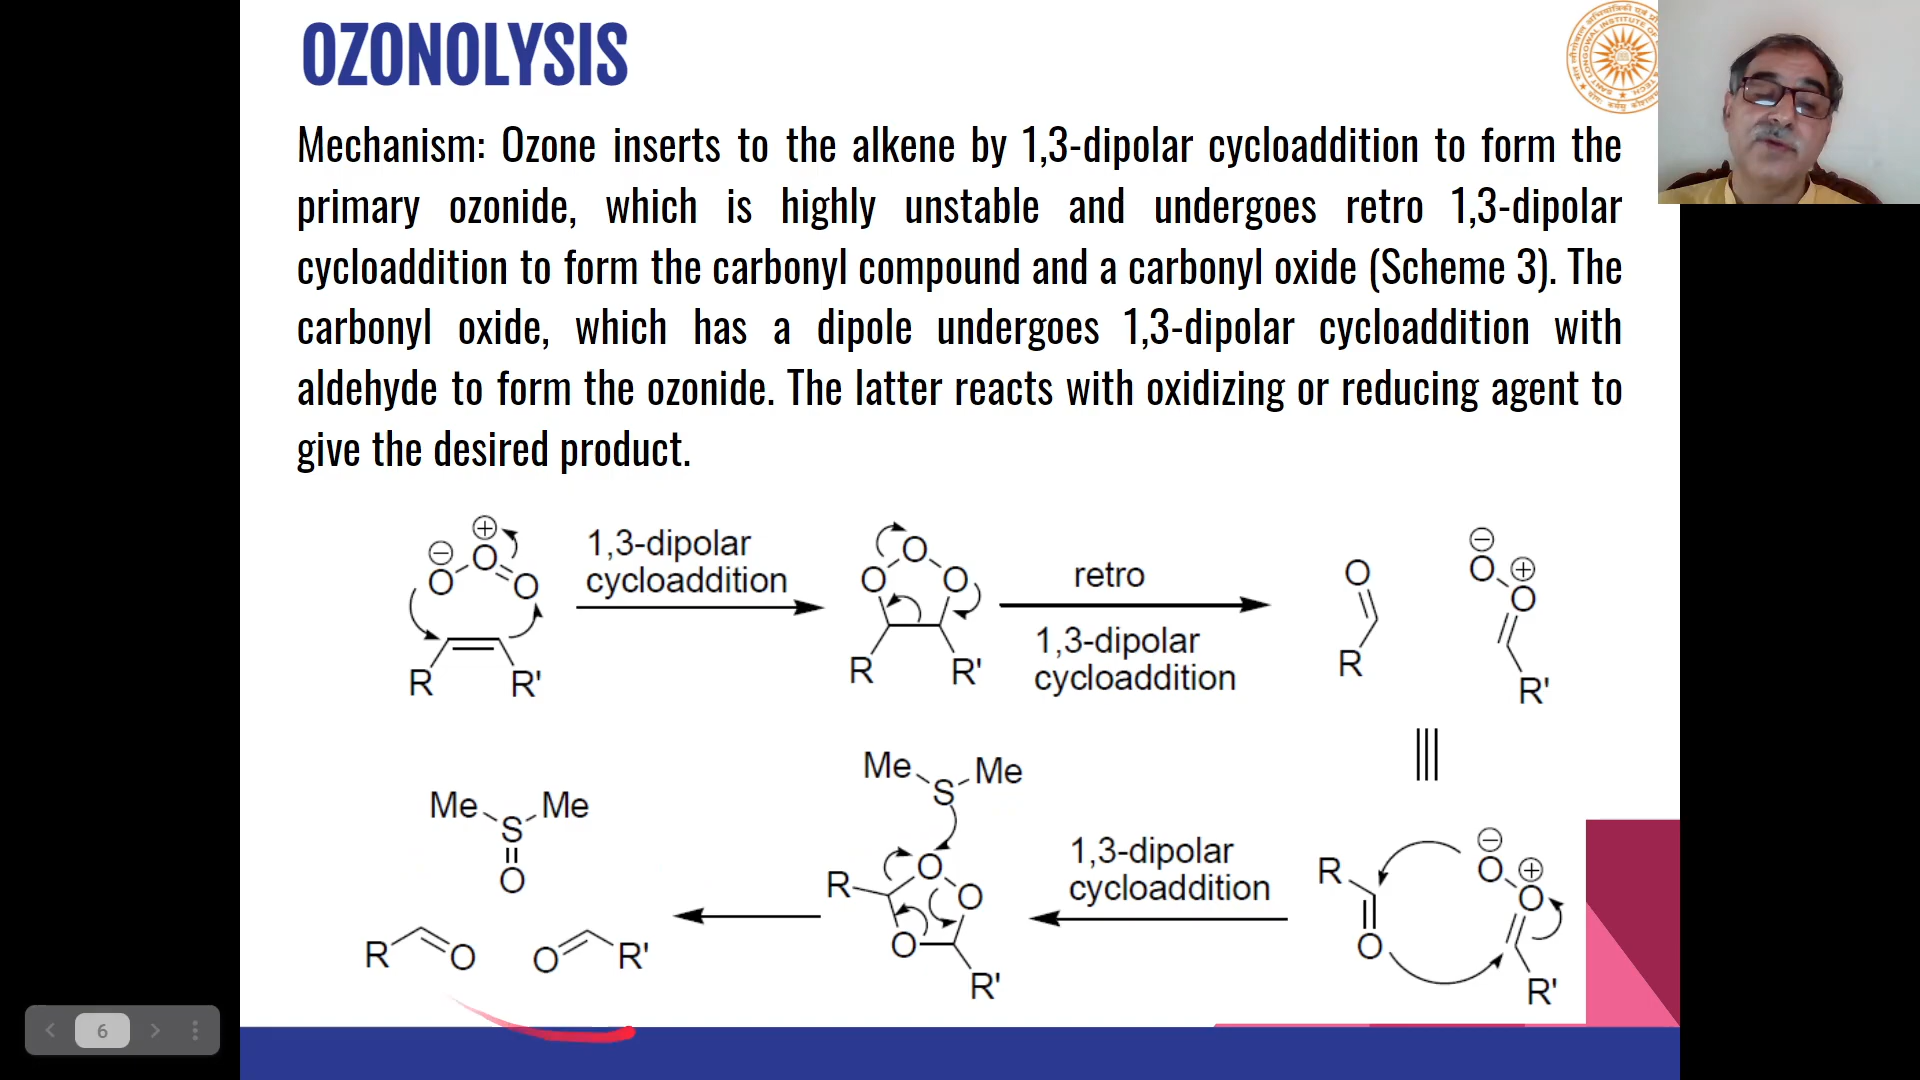 OZONOLYSIS
Mechanism: Ozone inserts to the alkene by 1,3-dipolar cycloaddition to form the
primary ozonide, which is highly unstable and undergoes retro 1,3-dipolar
cycloaddition to form the carbonyl compound and a carbonyl oxide (Scheme 3). The
carbonyl oxide, which has a dipole undergoes 1,3-dipolar cycloaddition with
aldehyde to form the ozonide. The latter reacts with oxidizing or reducing agent to
give the desired product.
⊕
⊖
O
O
O
R
R'
1,3-dipolar
cycloaddition
O
O
O
R
R'
retro
1,3-dipolar
cycloaddition
O
R
⊖
O
⊕
O
R'
R
O
⊖
O
⊕
O
R'
1,3-dipolar
cycloaddition
Me
S
Me
R
O
O
O
R'
Me
S
Me
O
R
O
O
R'
6